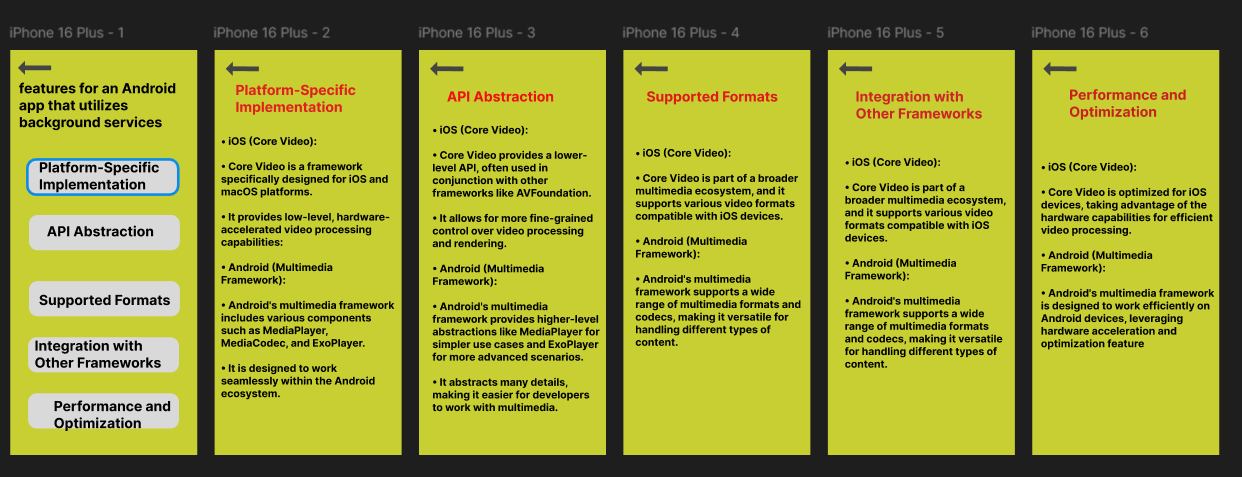 iPhone 16 Plus - 1
features for an Android
app that utilizes
background services
Platform-Specific
Implementation
API Abstraction
Supported Formats
Integration with
Other Frameworks
Performance and
Optimization
iPhone 16 Plus - 2
Platform-Specific
Implementation
• iOS (Core Video):
• Core Video is a framework
specifically designed for iOS and
macOS platforms.
• It provides low-level, hardware-
accelerated video processing
capabilities:
• Android (Multimedia
Framework):
• Android's multimedia framework
includes various components
such as MediaPlayer,
MediaCodec, and ExoPlayer.
• It is designed to work
seamlessly within the Android
ecosystem.
iPhone 16 Plus - 3
API Abstraction
• iOS (Core Video):
• Core Video provides a lower-
level API, often used in
conjunction with other
frameworks like AVFoundation.
• It allows for more fine-grained
control over video processing
and rendering.
• Android (Multimedia
Framework):
• Android's multimedia
framework provides higher-level
abstractions like MediaPlayer for
simpler use cases and ExoPlayer
for more advanced scenarios.
• It abstracts many details,
making it easier for developers
to work with multimedia.
iPhone 16 Plus - 4
Supported Formats
• iOS (Core Video):
• Core Video is part of a broader
multimedia ecosystem, and it
supports various video formats
compatible with iOS devices.
• Android (Multimedia
Framework):
• Android's multimedia
framework supports a wide
range of multimedia formats and
codecs, making it versatile for
handling different types of
content.
iPhone 16 Plus - 5
Integration with
Other Frameworks
• iOS (Core Video):
• Core Video is part of a
broader multimedia ecosystem,
and it supports various video
formats compatible with iOS
devices.
• Android (Multimedia
Framework):
• Android's multimedia
framework supports a wide
range of multimedia formats
and codecs, making it versatile
for handling different types of
content.
iPhone 16 Plus - 6
Performance and
Optimization
• iOS (Core Video):
• Core Video is optimized for iOS
devices, taking advantage of the
hardware capabilities for efficient
video processing.
• Android (Multimedia
Framework):
• Android's multimedia framework
is designed to work efficiently on
Android devices, leveraging
hardware acceleration and
optimization feature